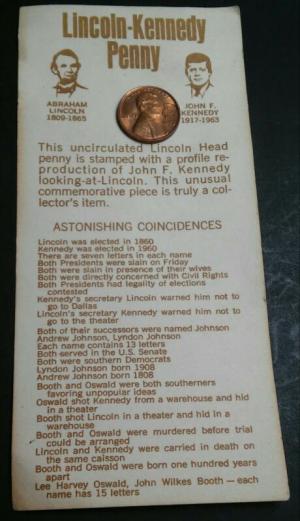 Lincoln-Kennedy
Penny
ABRAHAM
LINCOLN
1809-1865
JOHN F.
KENNEDY
1917-1963
This uncirculated Lincoln Head
penny is stamped with a profile re-
production of John F. Kennedy
looking-at-Lincoln. This unusual
commemorative piece is truly a col-
lector's item.
ASTONISHING COINCIDENCES
Lincoln was elected in 1860
Kennedy was elected in 1960
There are seven letters in each name
Both Presidents were slain on Friday
Both were slain in presence of their wives
Both were directly concerned with Civil Rights
Both Presidents had legality of elections
contested
Kennedy's secretary Lincoln warned him not to
go to Dallas
Lincoln's secretary Kennedy warned him not to
go to the theater
Both of their successors were named Johnson
Andrew Johnson, Lyndon Johnson
Each name contains 13 letters
Both served in the U.S. Senate
Both were southern Democrats
Lyndon Johnson born 1908
Andrew Johnson born 1808
Booth and Oswald were both southerners
favoring unpopular ideas
Oswald shot Kennedy from a warehouse and hid
in a theater
Booth shot Lincoln in a theater and hid in a
warehouse
Booth and Oswald were murdered before trial
could be arranged
Lincoln and Kennedy were carried in death on
the same caisson
Booth and Oswald were born one hundred years
apart
Lee Harvey Oswald, John Wilkes Booth — each
name has 15 letters